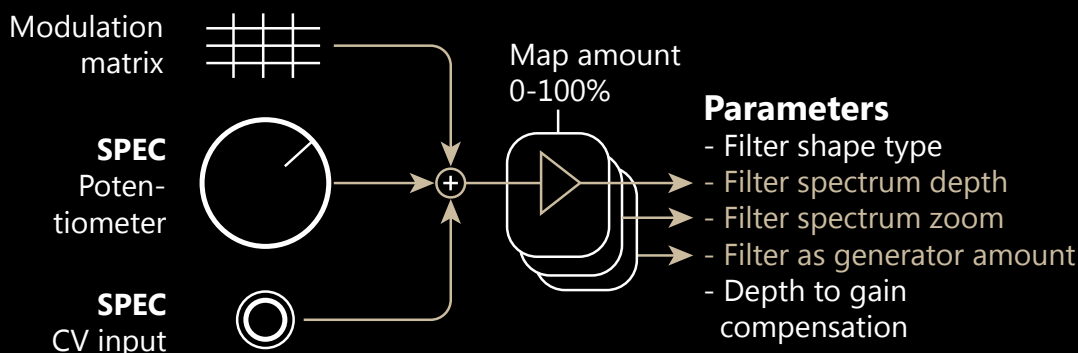 Modulation
matrix
SPEC
Poten-
tiometer
SPEC
CV input
+
Map amount
0-100%
Parameters
- Filter shape type
- Filter spectrum depth
- Filter spectrum zoom
- Filter as generator amount
- Depth to gain
compensation